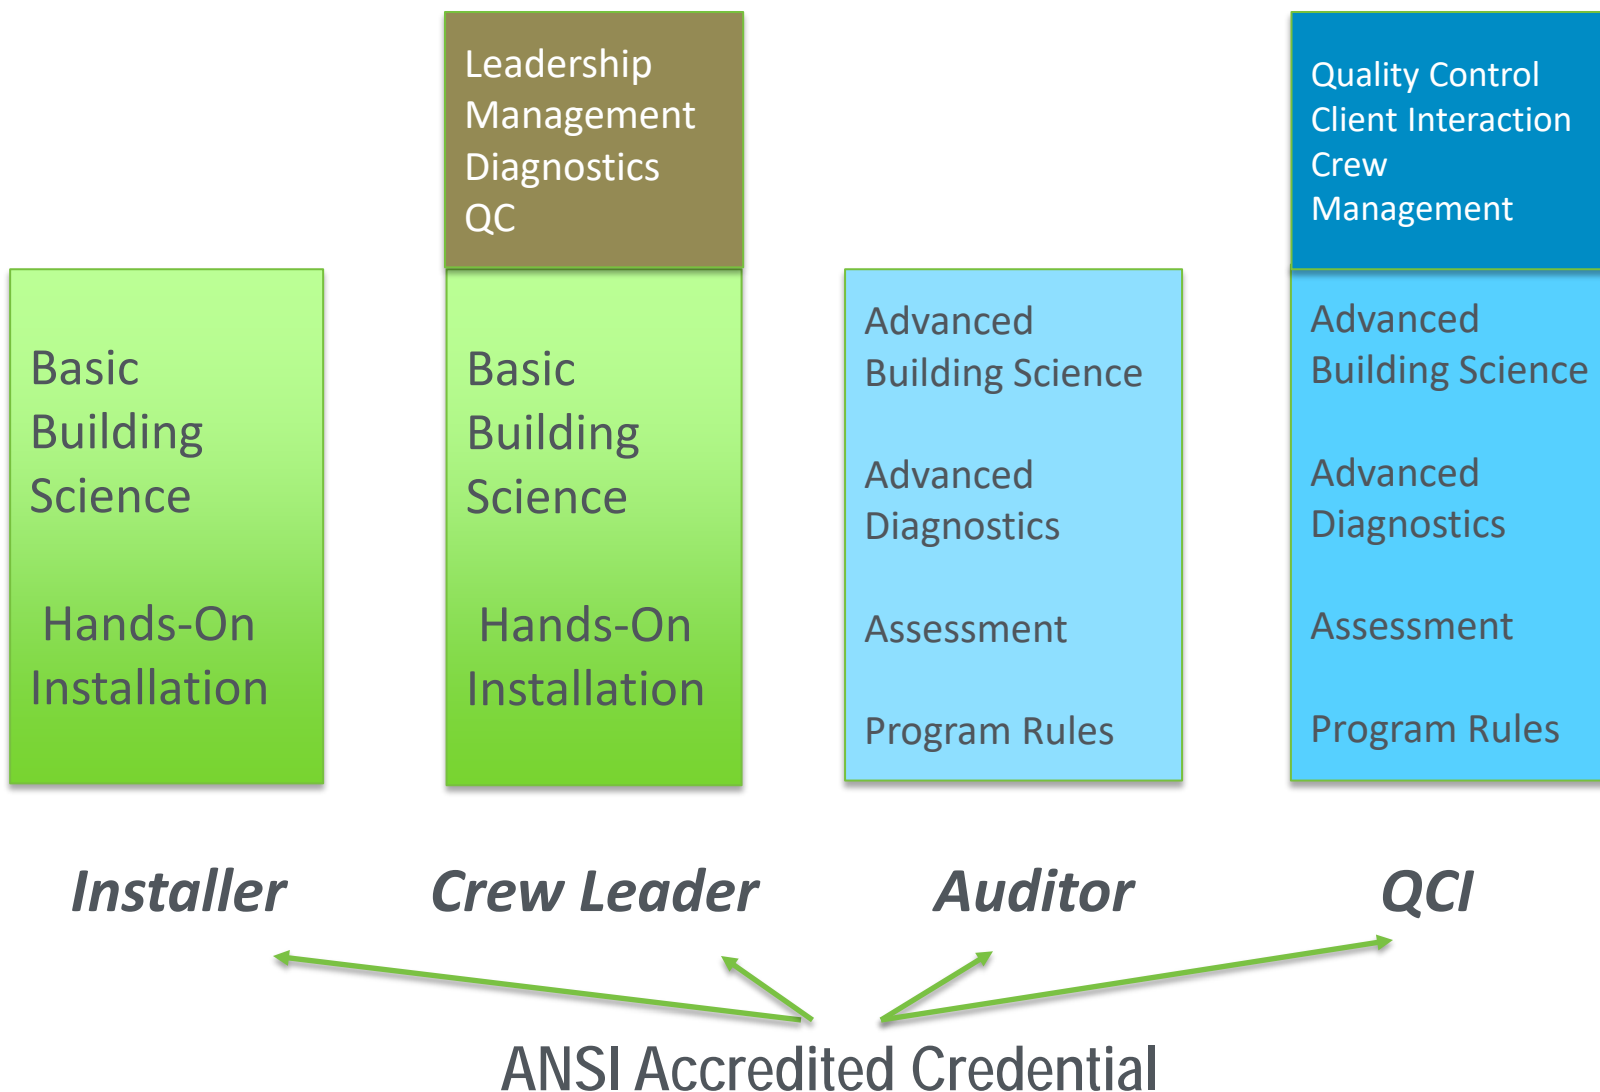 Leadership
Management
Diagnostics
QC
Quality Control
Client Interaction
Crew
Management
Basic
Building
Science
Hands-On
Installation
Basic
Building
Science
Hands-On
Installation
Advanced
Building Science
Advanced
Diagnostics
Assessment
Program Rules
Advanced
Building Science
Advanced
Diagnostics
Assessment
Program Rules
Installer
Crew Leader
Auditor
QCI
ANSI Accredited Credential